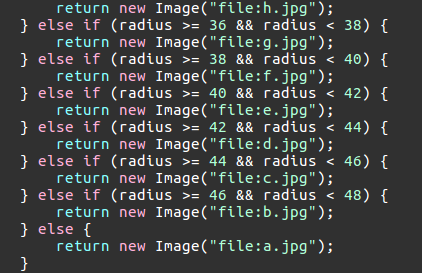 return new Image("file:h.jpg");
} else if (radius >= 36 && radius < 38) {
return new Image("file:g.jpg");
} else if (radius >= 38 && radius < 40) {
return new Image("file:f.jpg");
} else if (radius >= 40 && radius < 42) {
return new Image("file:e.jpg");
} else if (radius >= 42 && radius < 44) {
return new Image("file:d.jpg");
} else if (radius >= 44 && radius < 46) {
return new Image("file:c.jpg");
} else if (radius >= 46 && radius < 48) {
return new Image("file:b.jpg");
} else {
return new Image("file:a.jpg");
}